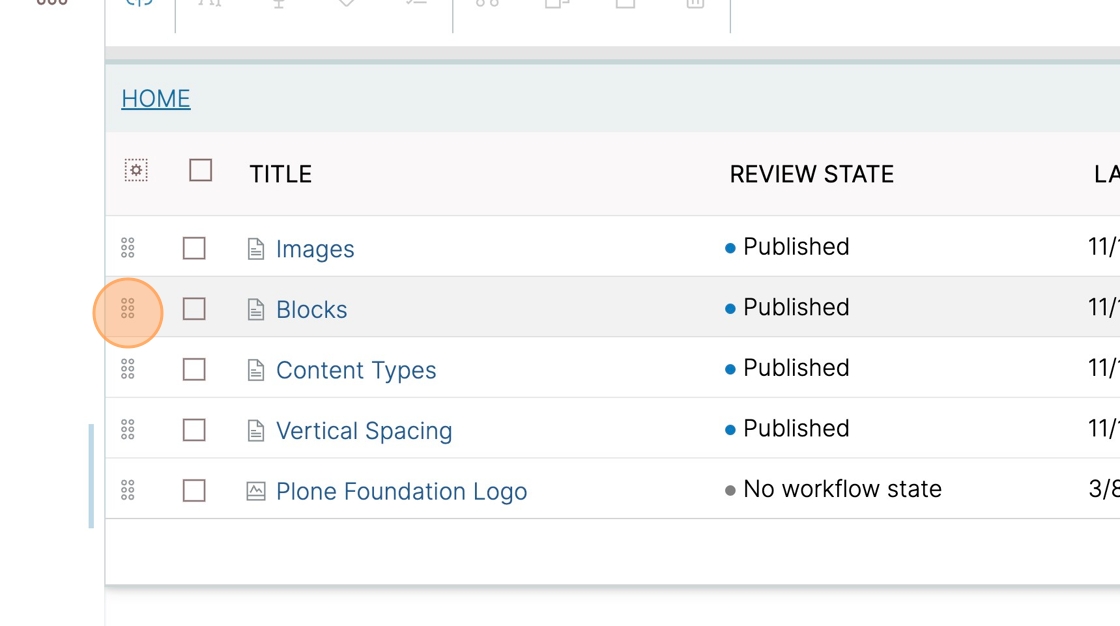 HOME
TITLE REVIEW STATE LA
Images Published 11/
Blocks Published 11/
Content Types Published 11/
Vertical Spacing Published 11/
Plone Foundation Logo No workflow state 3/8